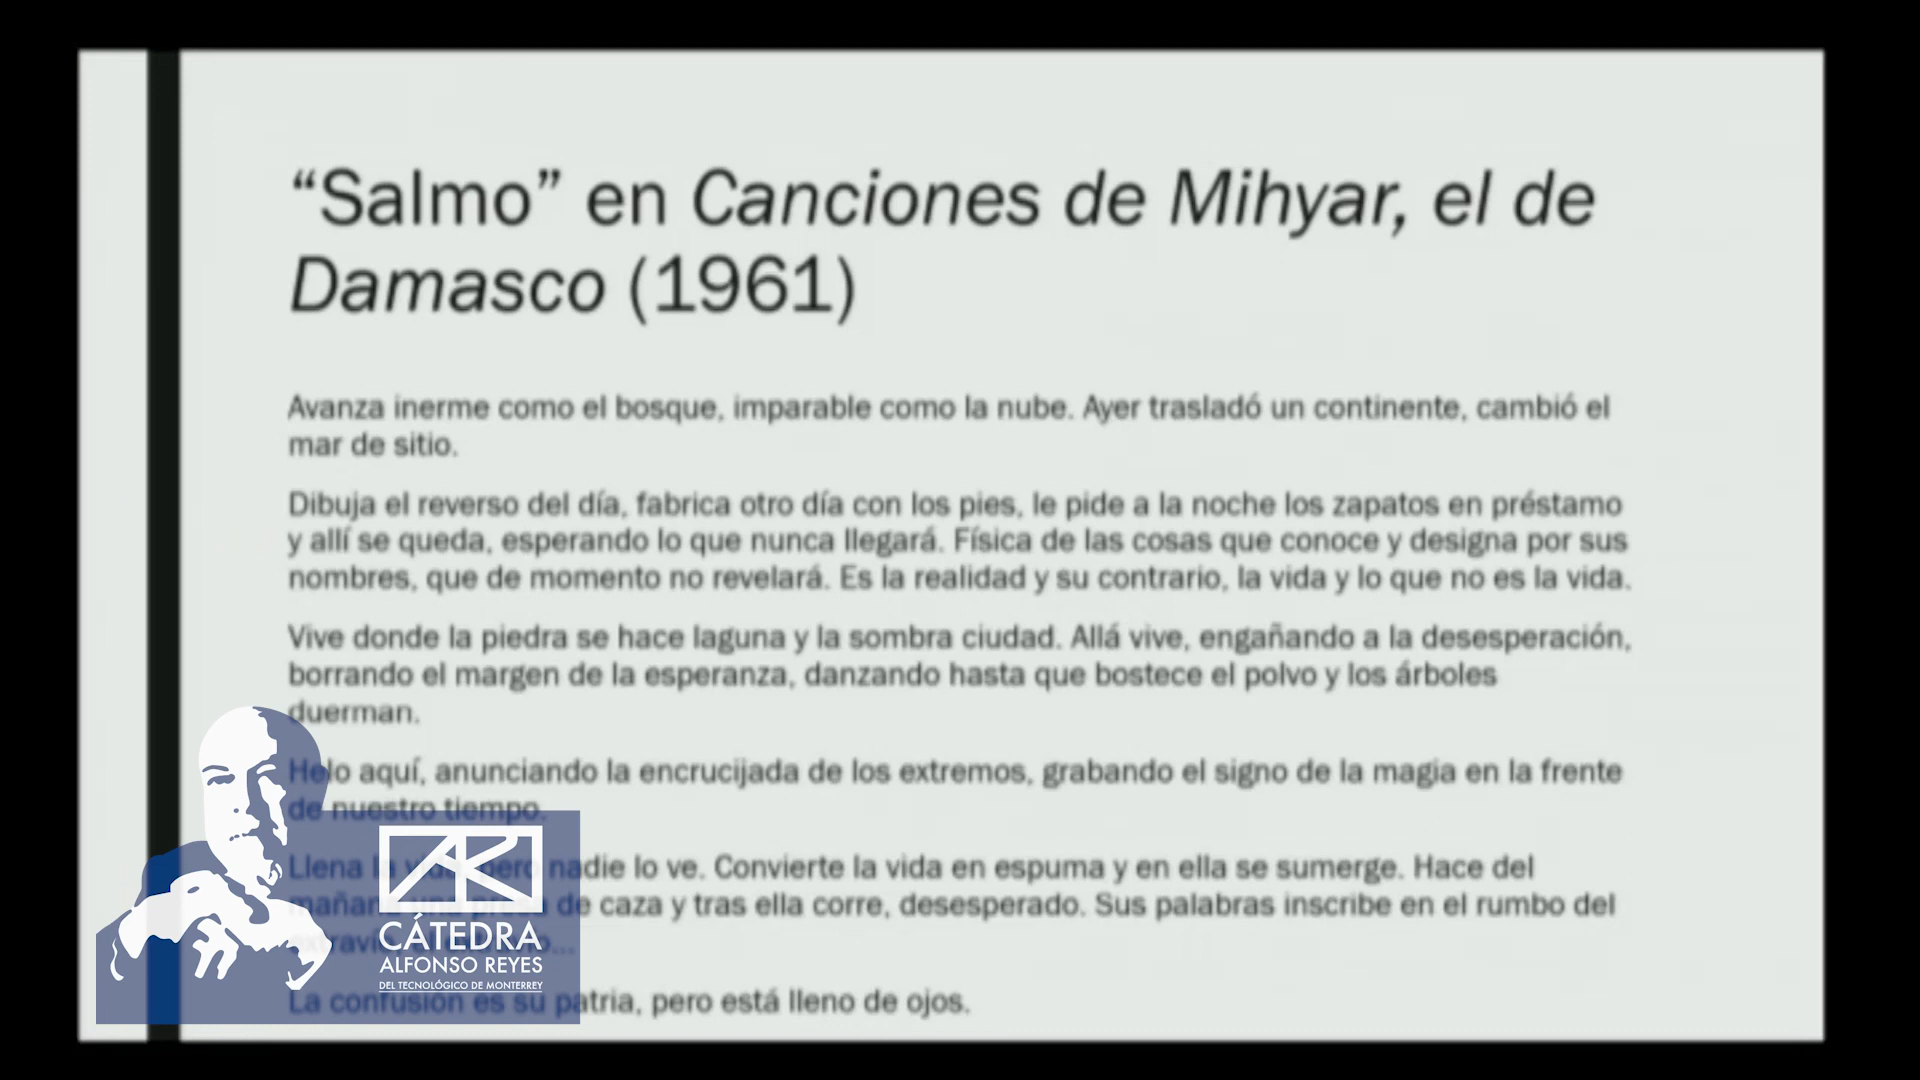 “Salmo” en Canciones de Mihyar, el de
Damasco (1961)
Avanza inerme como el bosque, imparable como la nube. Ayer trasladó un continente, cambió el
mar de sitio.
Dibuja el reverso del día, fabrica otro día con los pies, le pide a la noche los zapatos en préstamo
y allí se queda, esperando lo que nunca llegará. Física de las cosas que conoce y designa por sus
nombres, que de momento no revelará. Es la realidad y su contrario, la vida y lo que no es la vida.
Vive donde la piedra se hace laguna y la sombra ciudad. Allá vive, engañando a la desesperación,
borrando el margen de la esperanza, danzando hasta que bostece el polvo y los árboles
duerman.
Helo aquí, anunciando la encrucijada de los extremos, grabando el signo de la magia en la frente
de nuestro tiempo.
Llena la vida, pero nadie lo ve. Convierte la vida en espuma y en ella se sumerge. Hace del
mañana una presa de caza y tras ella corre, desesperado. Sus palabras inscribe en el rumbo del
La confusión es su patria, pero está lleno de ojos.
CÁTEDRA
ALFONSO REYES
DEL TECNOLÓGICO DE MONTERREY